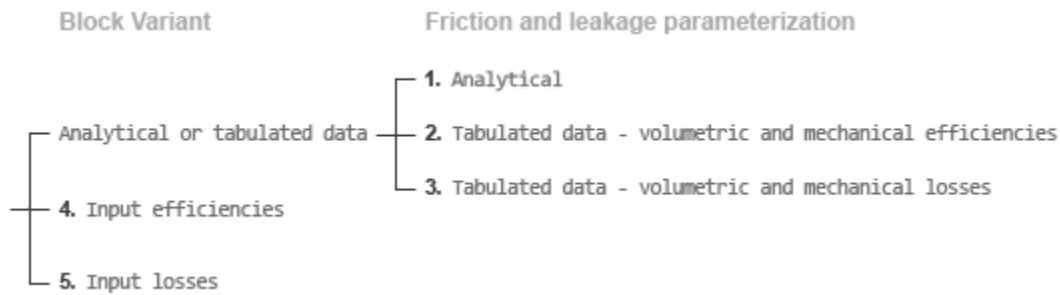 Block Variant Friction and leakage parameterization
1. Analytical
Analytical or tabulated data 2. Tabulated data - volumetric and mechanical efficiencies
3. Tabulated data - volumetric and mechanical losses
4. Input efficiencies
5. Input losses